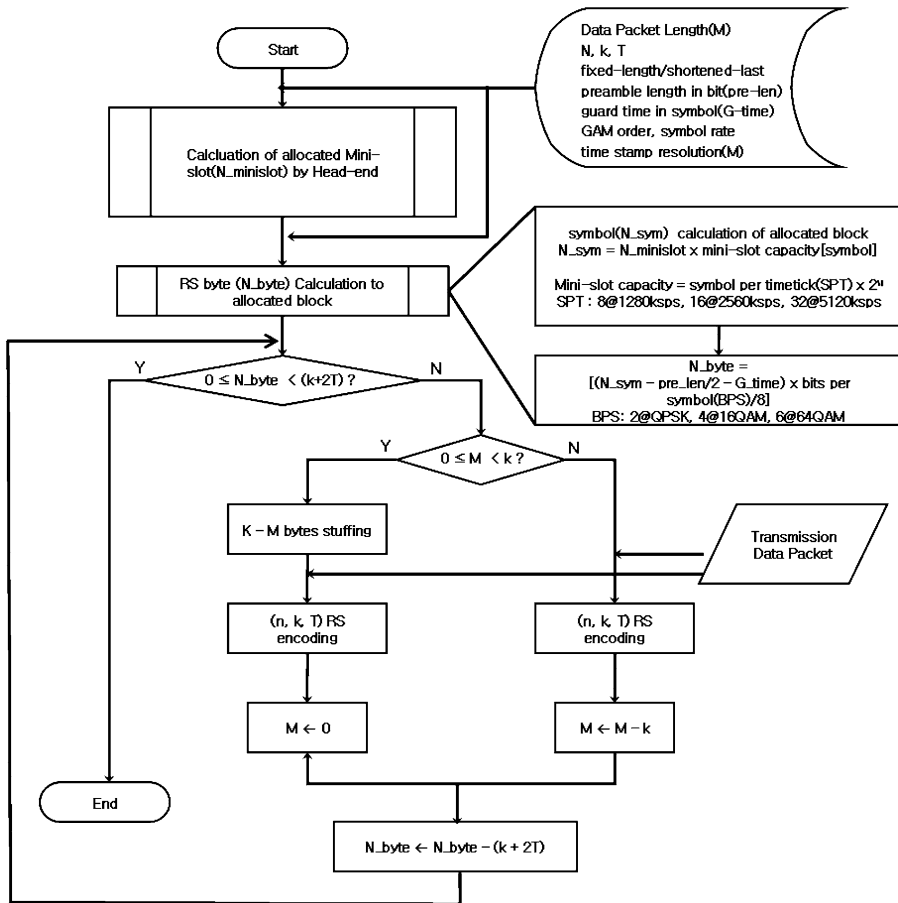 Start
Data Packet Length(M)
N, k, T
fixed-length/shortened-last
preamble length in bit(pre-len)
guard time in symbol(G-time)
GAM order, symbol rate
time stamp resolution(M)
Calcluation of allocated Mini-
slot(N_minislot) by Head-end
RS byte (N_byte) Calculation to
allocated block
symbol(N_sym) calculation of allocated block
N_sym = N_minislot x mini-slot capacity[symbol]
Mini-slot capacity = symbol per timetick(SPT) x 2ᴹ
SPT : 8@1280ksps, 16@2560ksps, 32@5120ksps
N_byte =
[(N_sym - pre_len/2 - G_time) x bits per
symbol(BPS)/8]
BPS: 2@QPSK, 4@16QAM, 6@64QAM
Y
0 ≤ N_byte < (k+2T) ?
N
Y
0 ≤ M < k ?
N
K - M bytes stuffing
Transmission
Data Packet
(n, k, T) RS
encoding
(n, k, T) RS
encoding
M ← 0
M ← M - k
End
N_byte ← N_byte - (k + 2T)